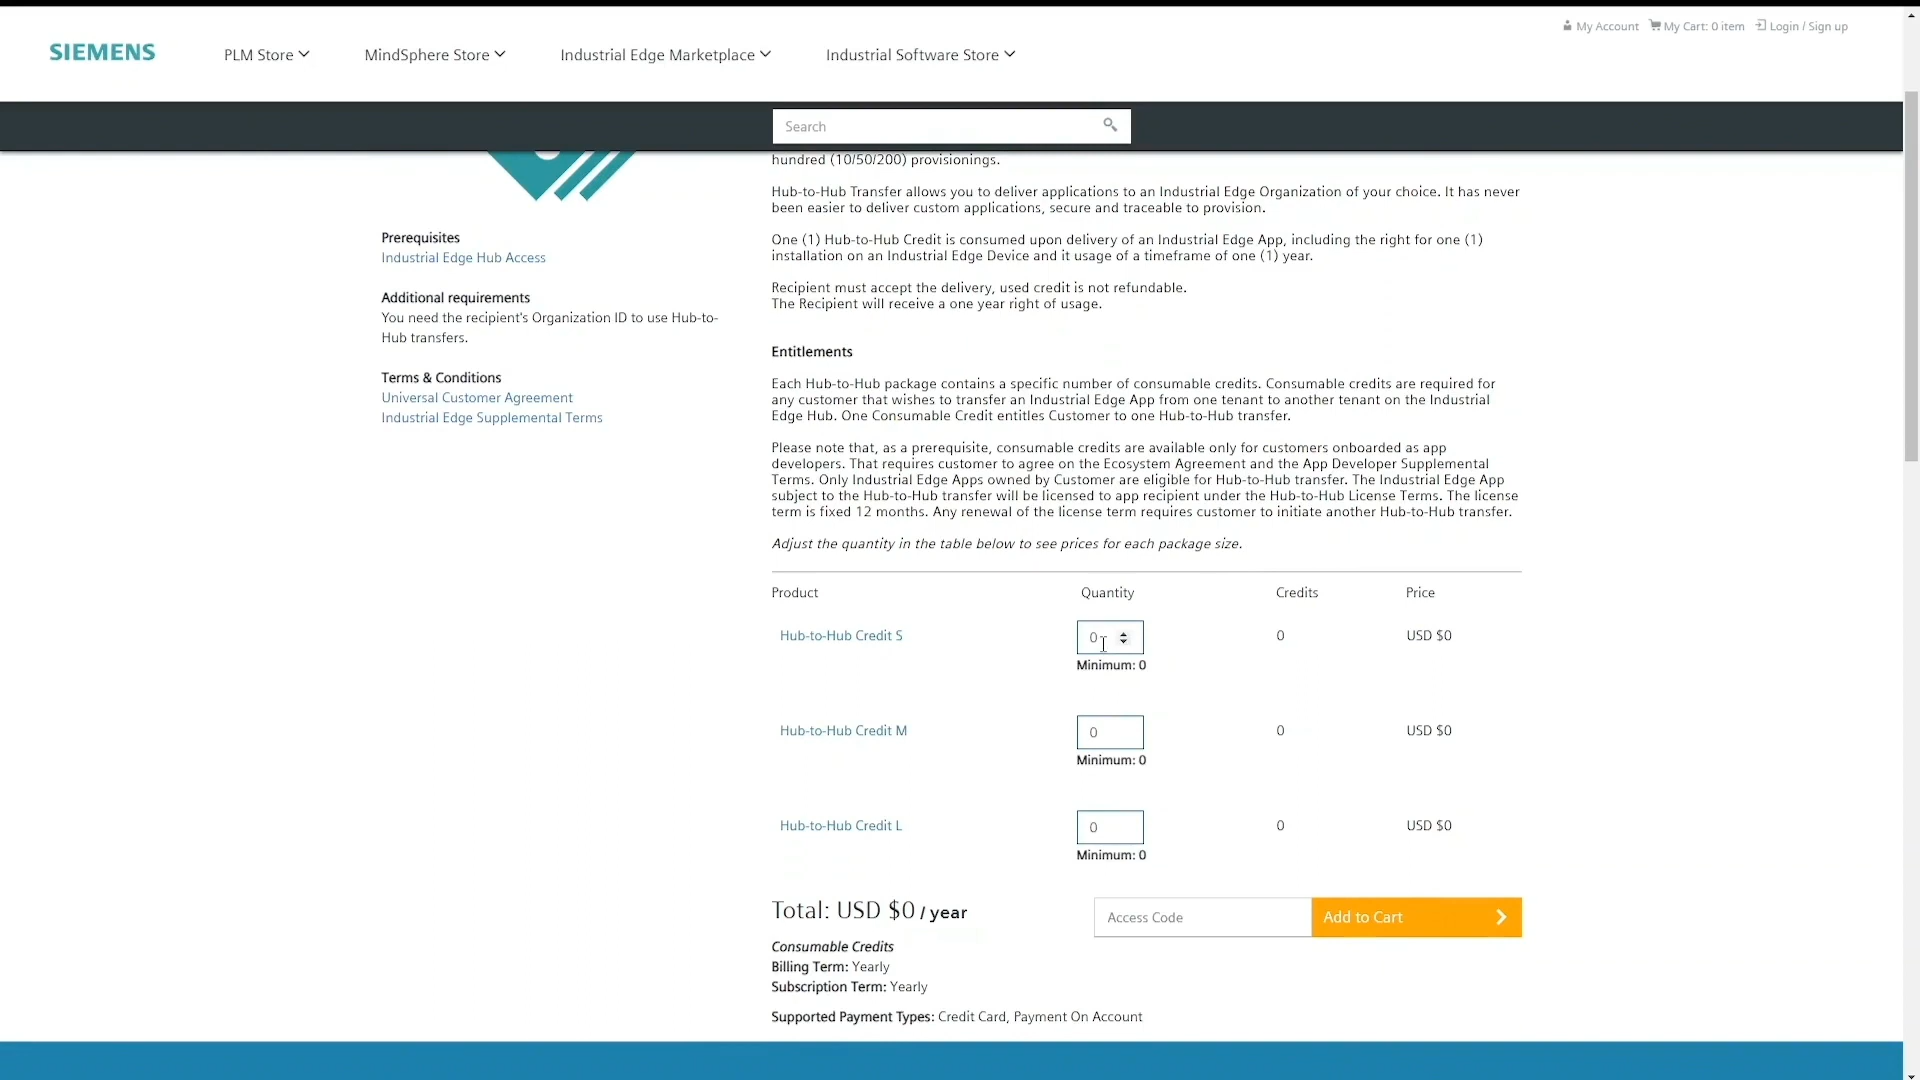 My Account My Cart: 0 item Login / Sign up
SIEMENS PLM Store MindSphere Store Industrial Edge Marketplace Industrial Software Store
Search
hundred (10/50/200) provisionings.
Hub-to-Hub Transfer allows you to deliver applications to an Industrial Edge Organization of your choice. It has never
been easier to deliver custom applications, secure and traceable to provision.
One (1) Hub-to-Hub Credit is consumed upon delivery of an Industrial Edge App, including the right for one (1)
installation on an Industrial Edge Device and it usage of a timeframe of one (1) year.
Recipient must accept the delivery, used credit is not refundable.
The Recipient will receive a one year right of usage.
Prerequisites
Industrial Edge Hub Access
Additional requirements
You need the recipient's Organization ID to use Hub-to-
Hub transfers.
Terms & Conditions
Universal Customer Agreement
Industrial Edge Supplemental Terms
Entitlements
Each Hub-to-Hub package contains a specific number of consumable credits. Consumable credits are required for
any customer that wishes to transfer an Industrial Edge App from one tenant to another tenant on the Industrial
Edge Hub. One Consumable Credit entitles Customer to one Hub-to-Hub transfer.
Please note that, as a prerequisite, consumable credits are available only for customers onboarded as app
developers. That requires customer to agree on the Ecosystem Agreement and the App Developer Supplemental
Terms. Only Industrial Edge Apps owned by Customer are eligible for Hub-to-Hub transfer. The Industrial Edge App
subject to the Hub-to-Hub transfer will be licensed to app recipient under the Hub-to-Hub License Terms. The license
term is fixed 12 months. Any renewal of the license term requires customer to initiate another Hub-to-Hub transfer.
Adjust the quantity in the table below to see prices for each package size.
Product Quantity Credits Price
Hub-to-Hub Credit S 0 0 USD $0
Minimum: 0
Hub-to-Hub Credit M 0 0 USD $0
Minimum: 0
Hub-to-Hub Credit L 0 0 USD $0
Minimum: 0
Total: USD $0 / year Access Code Add to Cart
Consumable Credits
Billing Term: Yearly
Subscription Term: Yearly
Supported Payment Types: Credit Card, Payment On Account